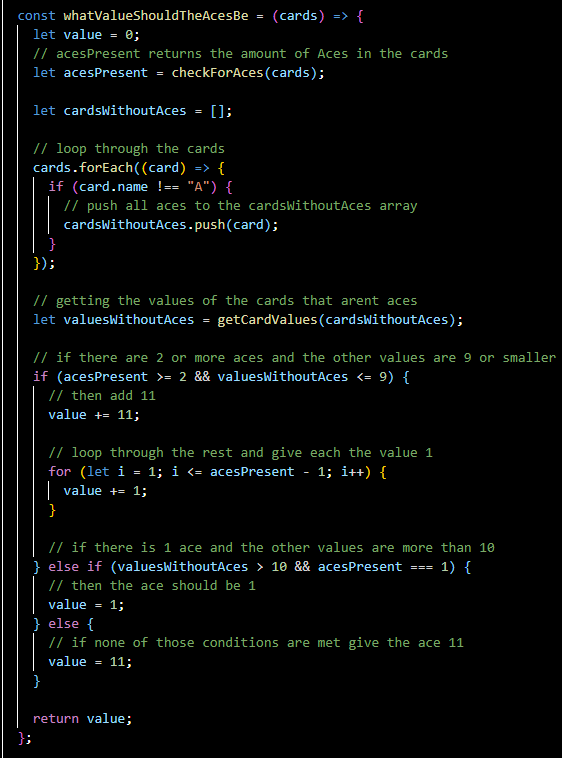 const whatValueShouldTheAcesBe = (cards) => {
let value = 0;
// acesPresent returns the amount of Aces in the cards
let acesPresent = checkForAces(cards);
let cardsWithoutAces = [];
// loop through the cards
cards.forEach((card) => {
if (card.name !== "A") {
// push all aces to the cardsWithoutAces array
cardsWithoutAces.push(card);
}
});
// getting the values of the cards that arent aces
let valuesWithoutAces = getCardValues(cardsWithoutAces);
// if there are 2 or more aces and the other values are 9 or smaller
if (acesPresent >= 2 && valuesWithoutAces <= 9) {
// then add 11
value += 11;
// loop through the rest and give each the value 1
for (let i = 1; i <= acesPresent - 1; i++) {
value += 1;
}
// if there is 1 ace and the other values are more than 10
} else if (valuesWithoutAces > 10 && acesPresent === 1) {
// then the ace should be 1
value = 1;
} else {
// if none of those conditions are met give the ace 11
value = 11;
}
return value;
};